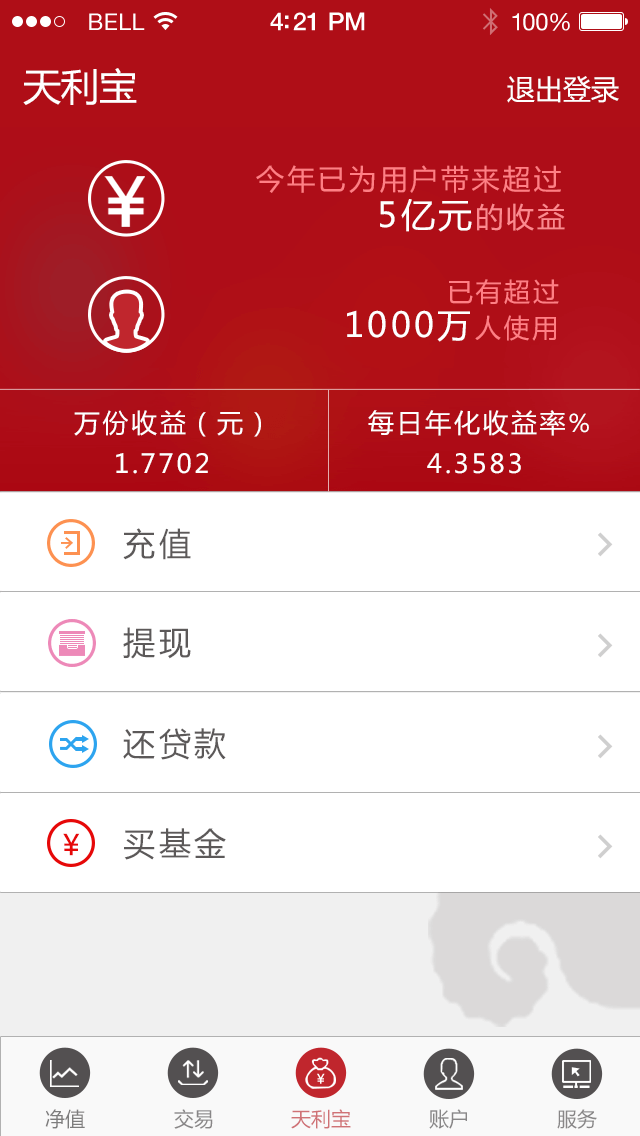 BELL 4:21 PM 100%
天利宝 退出登录
今年已为用户带来超过
5亿元的收益
已有超过
1000万人使用
万份收益（元） 每日年化收益率%
1.7702 4.3583
充值
提现
还贷款
买基金
净值 交易 天利宝 账户 服务